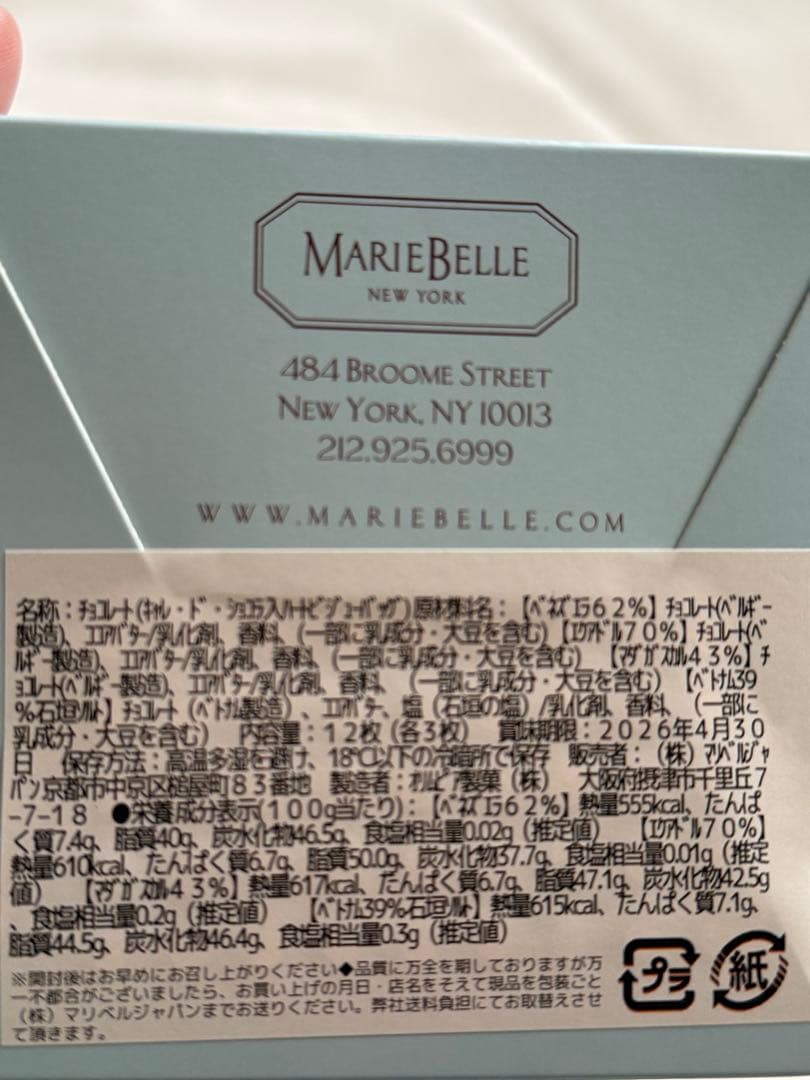 MARIEBELLE
NEW YORK
484 BROOME STREET
NEW YORK, NY 10013
212.925.6999
WWW.MARIEBELLE.COM
名称：チョコレート(キャレ・ド・ショコラ12入ハートビジューバッグ)原材料名：【ベネズエラ62%】チョコレート(ベルギー
製造)、ココアバター/乳化剤、香料、(一部に乳成分・大豆を含む)【エクアドル70%】チョコレート(ベ
ルギー製造)、ココアバター/乳化剤、香料、(一部に乳成分・大豆を含む) 【マダガスカル43%】チ
ョコレート(ベルギー製造)、ココアバター/乳化剤、香料、(一部に乳成分・大豆を含む) 【ベトナム39
%石垣ソルト】チョコレート (ベトナム製造) 、ココアバター、塩 (石垣の塩) /乳化剤、香料、(一部に
乳成分・大豆を含む) 内容量：12枚 (各3枚) 賞味期限：2026年4月30
日 保存方法：高温多湿を避け、18℃以下の冷暗所で保存 販売者：(株) マリベルジャ
パン京都市中京区槌屋町83番地 製造者：オリムピア製菓 (株) 大阪府摂津市千里丘7
-7-18 ●栄養成分表示(100g当たり)：【ベネズエラ62%】熱量555kcal、たんぱ
く質7.4g、脂質40g、炭水化物46.5g、食塩相当量0.02g (推定値) 【エクアドル70%】
熱量610kcal、たんぱく質6.7g、脂質50.0g、炭水化物37.7g、食塩相当量0.01g (推定
値) 【マダガスカル43%】熱量617kcal、たんぱく質6.7g、脂質47.1g、炭水化物42.5g
、食塩相当量0.2g (推定値) 【ベトナム39%石垣ソルト】熱量615kcal、たんぱく質7.1g、
脂質44.5g、炭水化物46.4g、食塩相当量0.3g (推定値)
※開封後はお早めにお召し上がりください◆品質に万全を期しておりますが万
一不都合がございましたら、お買い上げの月日・店名をそえて現品を包装ごと
(株) マリベルジャパンまでお送りください。弊社送料負担にてお取替えさせ
て頂きます。
プラ
紙